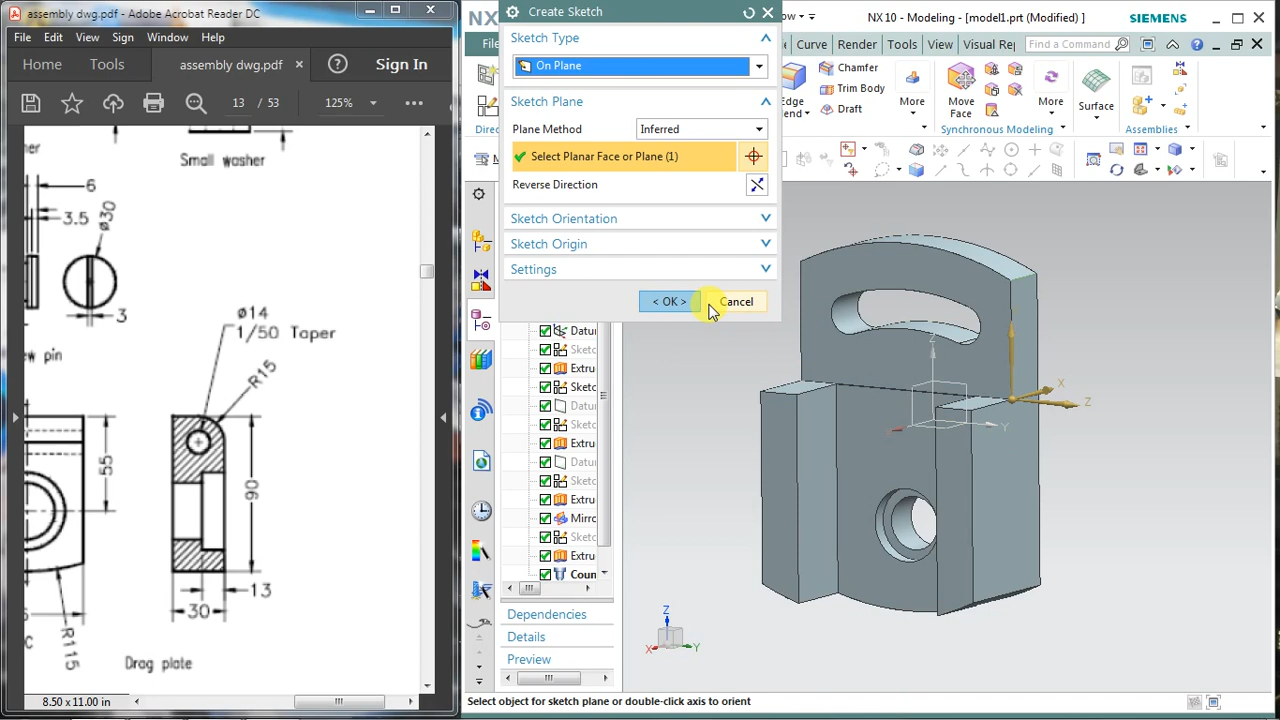 assembly dwg.pdf - Adobe Acrobat Reader DC
File Edit View Sign Window Help
Home Tools assembly dwg.pdf × Sign In
13 / 53 125%
Small washer
6
3.5
ø30
3
ø14
1/50 Taper
R15
55
90
13
30
R115
Drag plate
8.50 x 11.00 in
NX
NX 10 - Modeling - [model1.prt (Modified) ]
SIEMENS
Create Sketch
Sketch Type
On Plane
Sketch Plane
Plane Method Inferred
Select Planar Face or Plane (1)
Reverse Direction
Sketch Orientation
Sketch Origin
Settings
< OK > Cancel
Curve Render Tools View Visual Re
Find a Command
Chamfer
Trim Body
Draft
Edge
Blend
More
Move
Face
More
Surface
Synchronous Modeling
Assemblies
Datu
Sketc
Extru
Sketc
Datu
Sketc
Extru
Datu
Sketc
Extru
Mirro
Sketc
Extru
Coun
Dependencies
Details
Preview
Z
X
Z
Y
Z
X
Y
Select object for sketch plane or double-click axis to orient